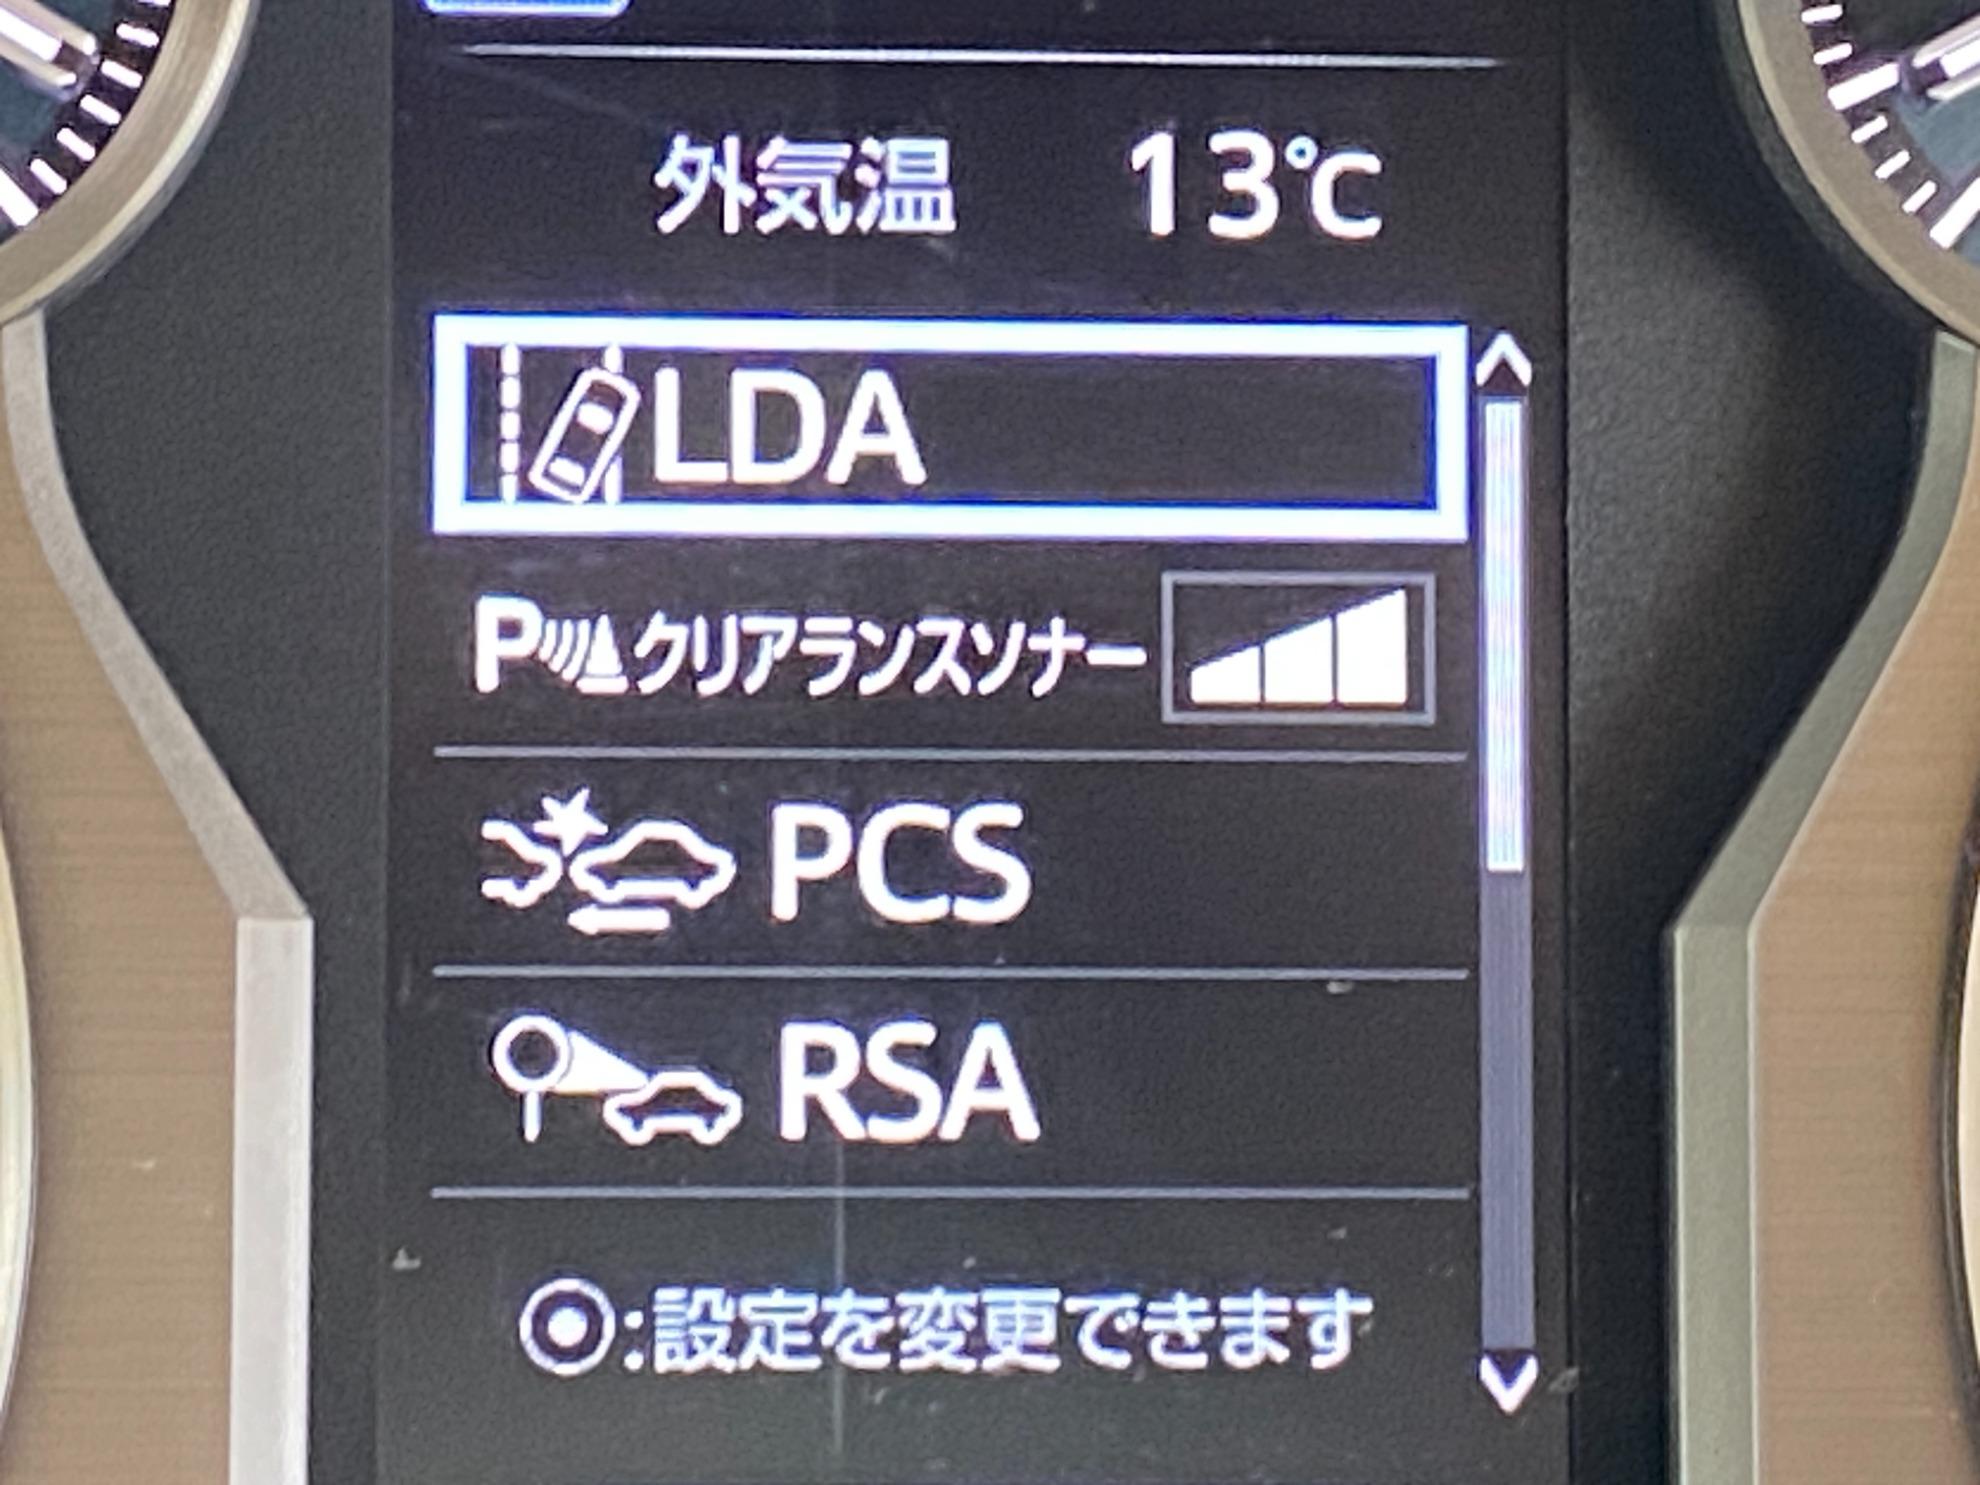 外気温 13℃
LDA
Pクリアランスソナー
PCS
RSA
◉:設定を変更できます